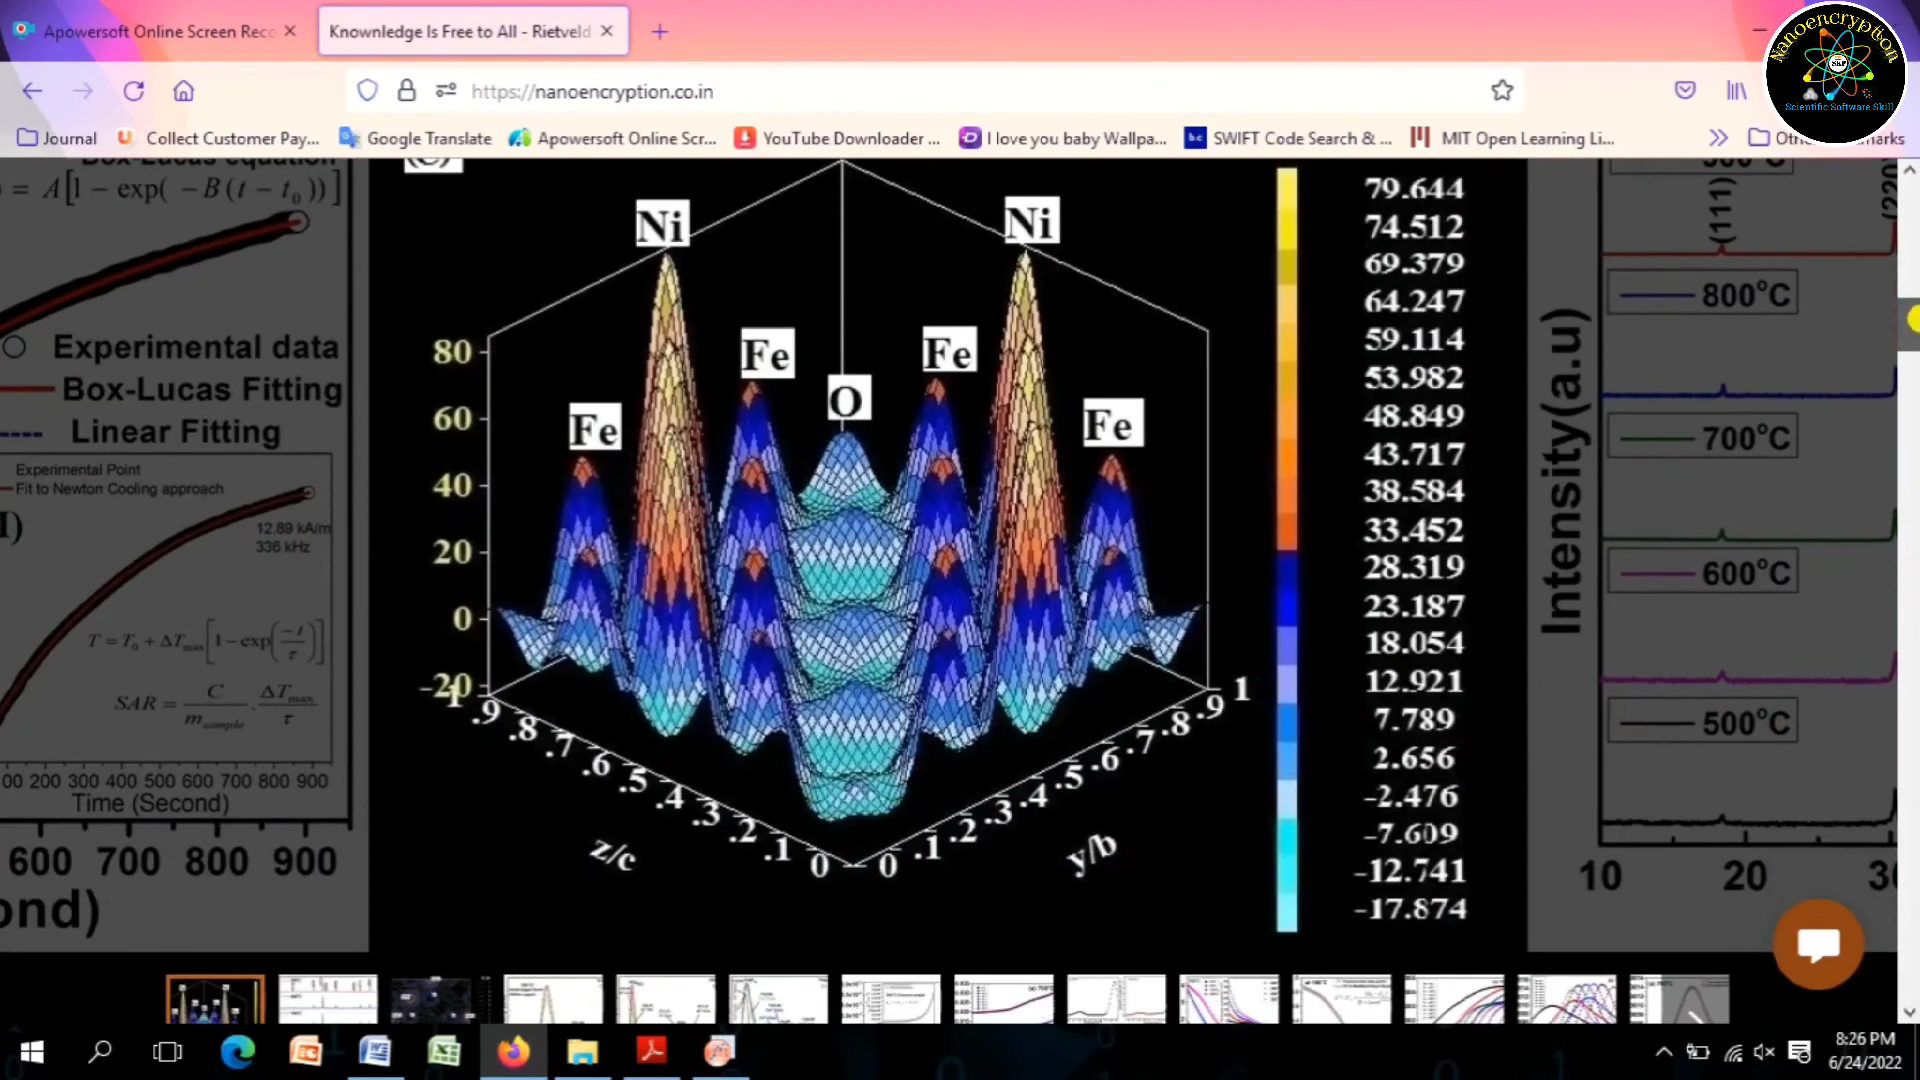 Apowersoft Online Screen Reco
Knownledge Is Free to All - Rietveld
Nanoencryption
SKP
Scientific Software Skill
https://nanoencryption.co.in
Journal
Collect Customer Pay...
Google Translate
Apowersoft Online Scr...
YouTube Downloader ...
I love you baby Wallpa...
SWIFT Code Search & ...
MIT Open Learning Li...
= A[1 − exp( − B(t − t₀))]
Experimental data
Box-Lucas Fitting
Linear Fitting
Experimental Point
Fit to Newton Cooling approach
12.89 kA/m
336 kHz
T = T₀ + ΔTmax[1−exp(−t/τ)]
SAR = C/msample . ΔTmax/τ
200 300 400 500 600 700 800 900
Time (Second)
600 700 800 900
ond)
(C)
Ni
Ni
Fe
Fe
O
Fe
Fe
80
60
40
20
0
-20
1 .9 .8 .7 .6 .5 .4 .3 .2 .1 0
0 .1 .2 .3 .4 .5 .6 .7 .8 .9 1
z/c
y/b
79.644
74.512
69.379
64.247
59.114
53.982
48.849
43.717
38.584
33.452
28.319
23.187
18.054
12.921
7.789
2.656
-2.476
-7.609
-12.741
-17.874
Intensity(a.u)
(111)
(220
800°C
700°C
600°C
500°C
10 20
8:26 PM
6/24/2022